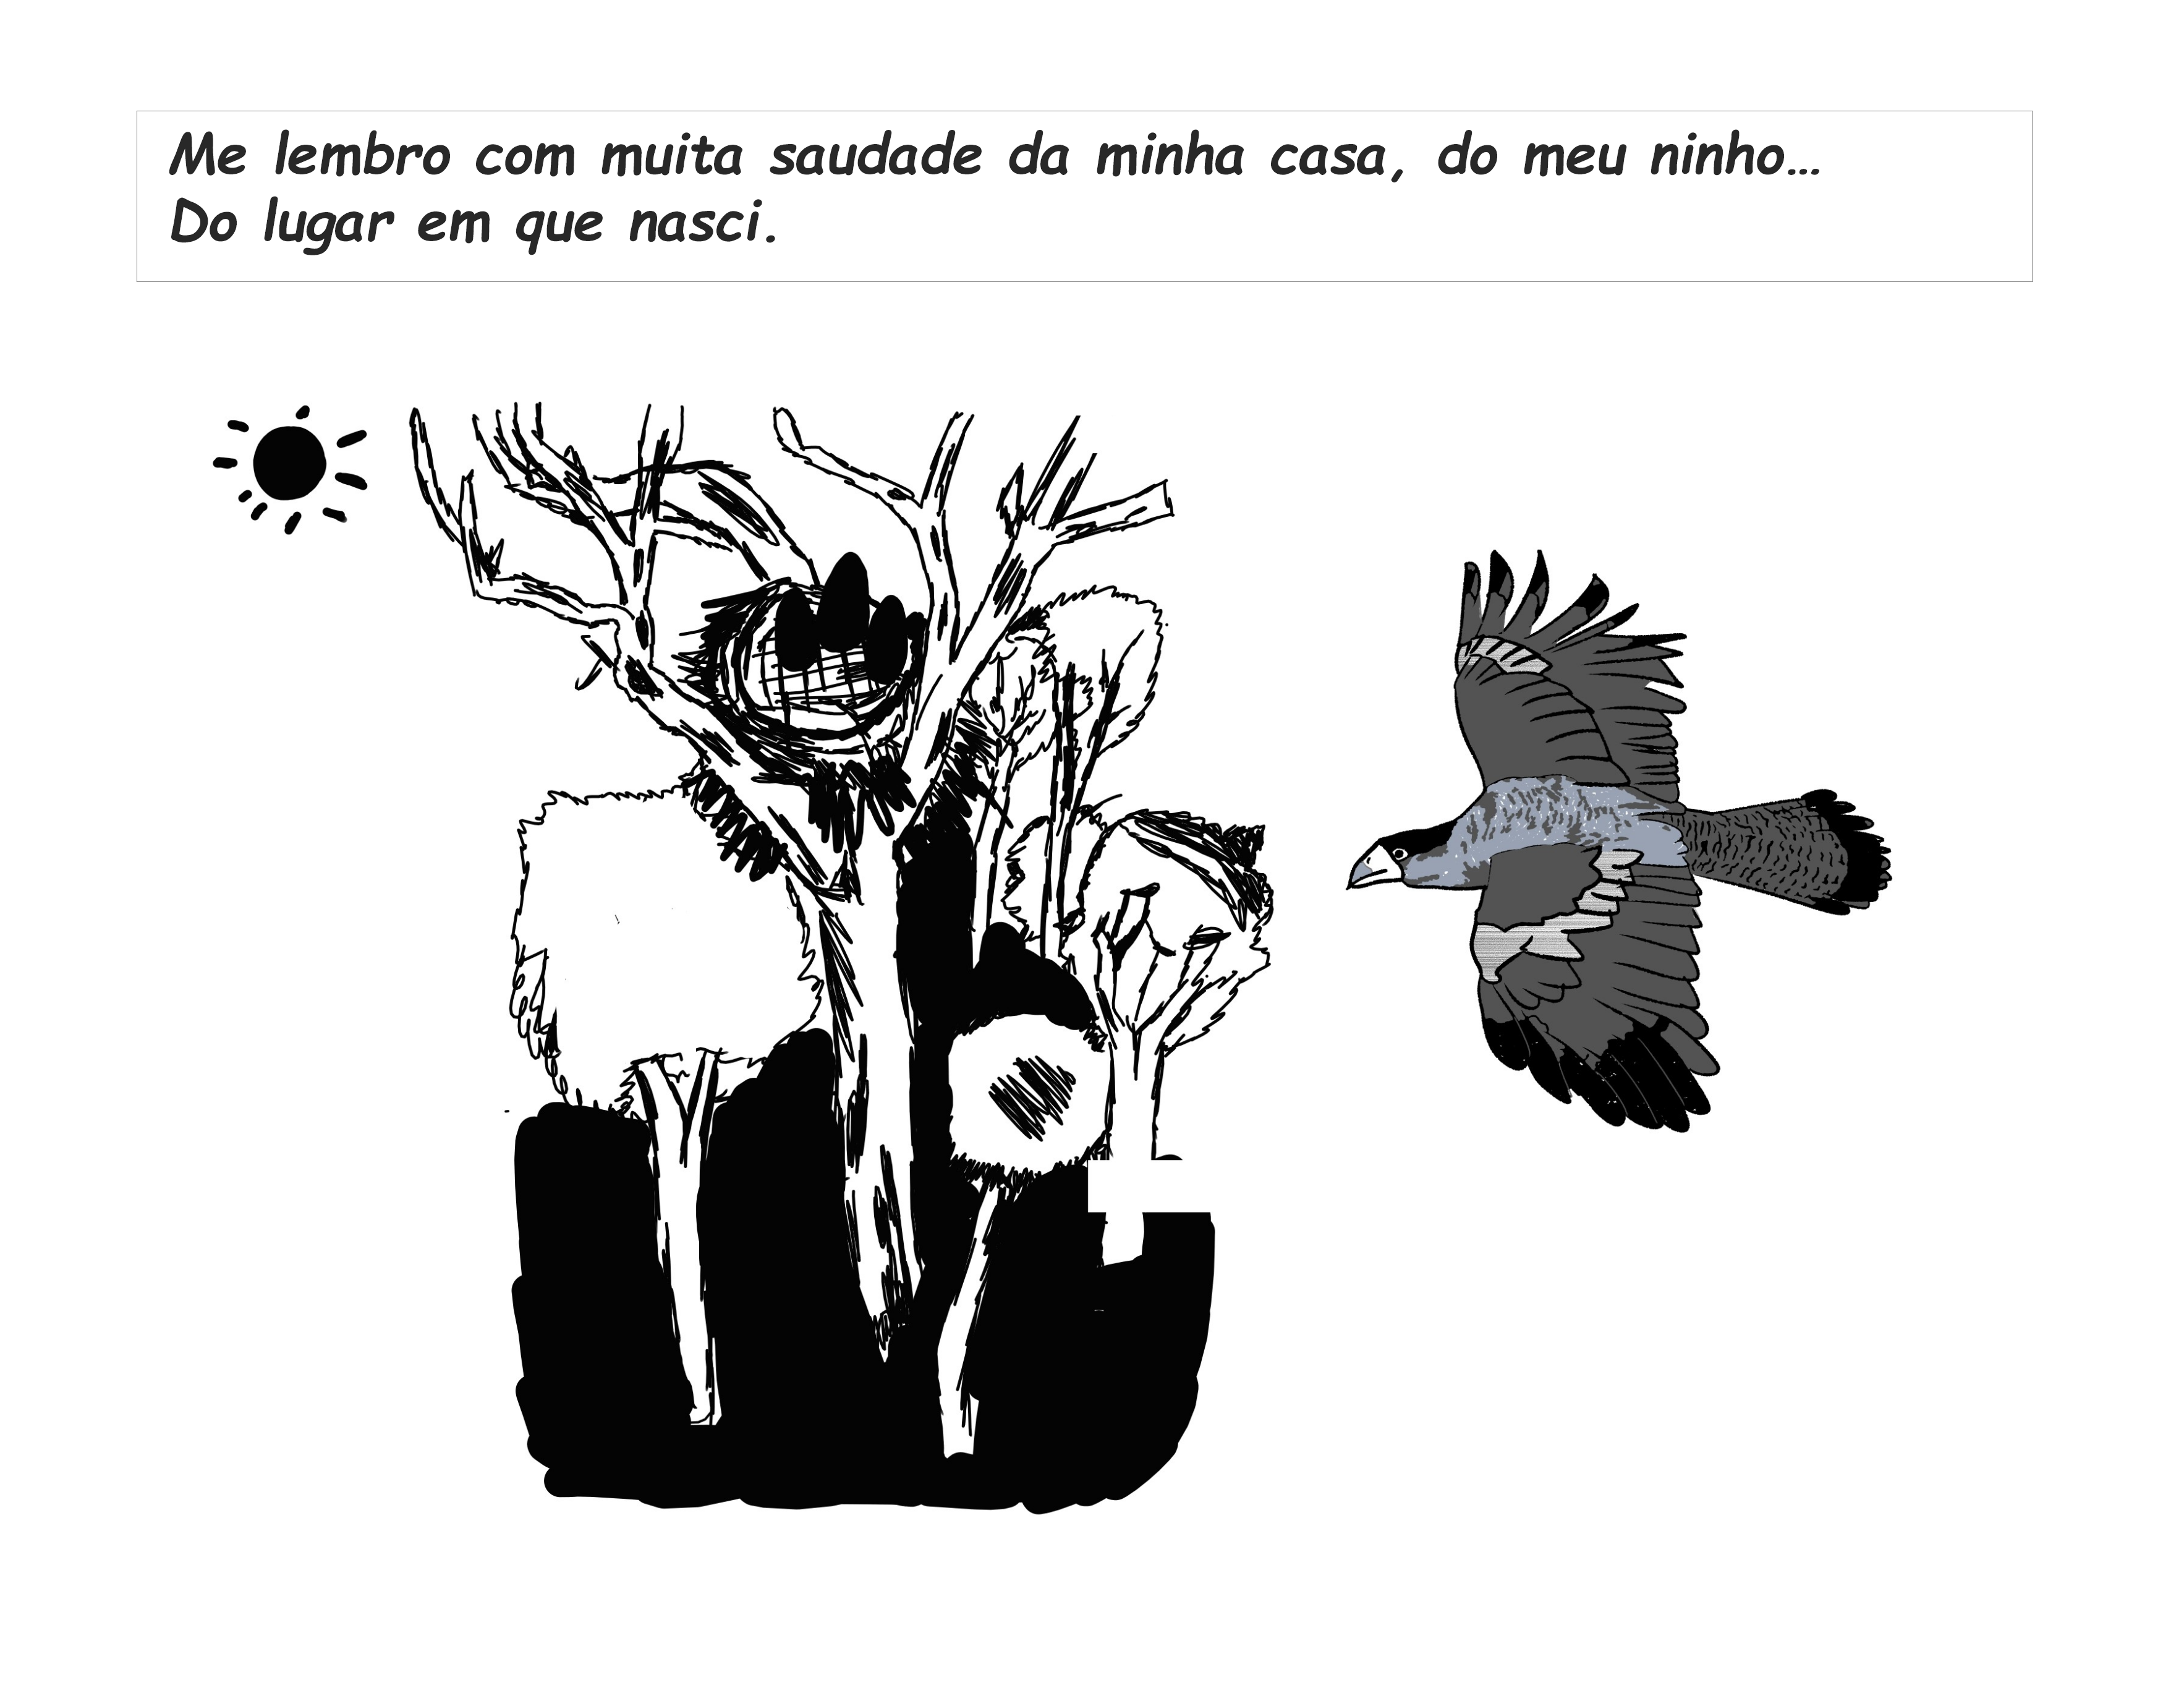 Me lembro com muita saudade da minha casa, do meu ninho...
Do lugar em que nasci.